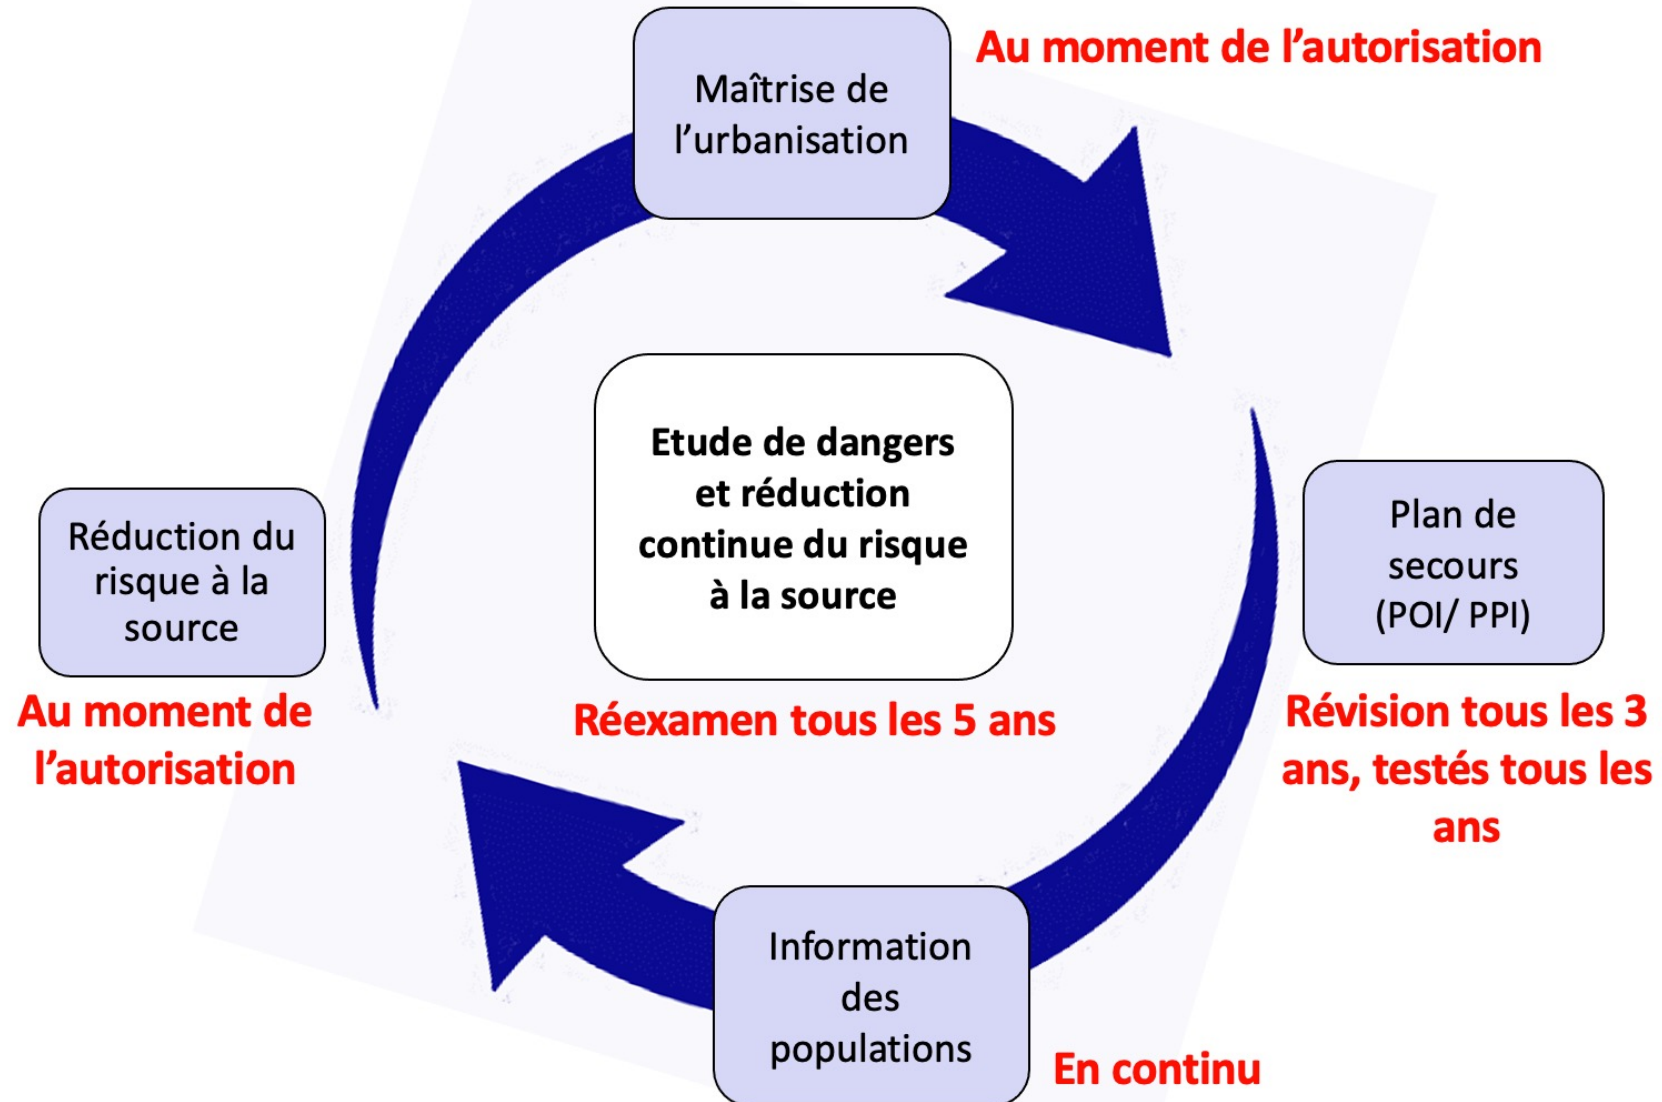 Maîtrise de
l’urbanisation
Au moment de l’autorisation
Etude de dangers
et réduction
continue du risque
à la source
Réexamen tous les 5 ans
Réduction du
risque à la
source
Au moment de
l’autorisation
Plan de
secours
(POI/ PPI)
Révision tous les 3
ans, testés tous les
ans
Information
des
populations
En continu